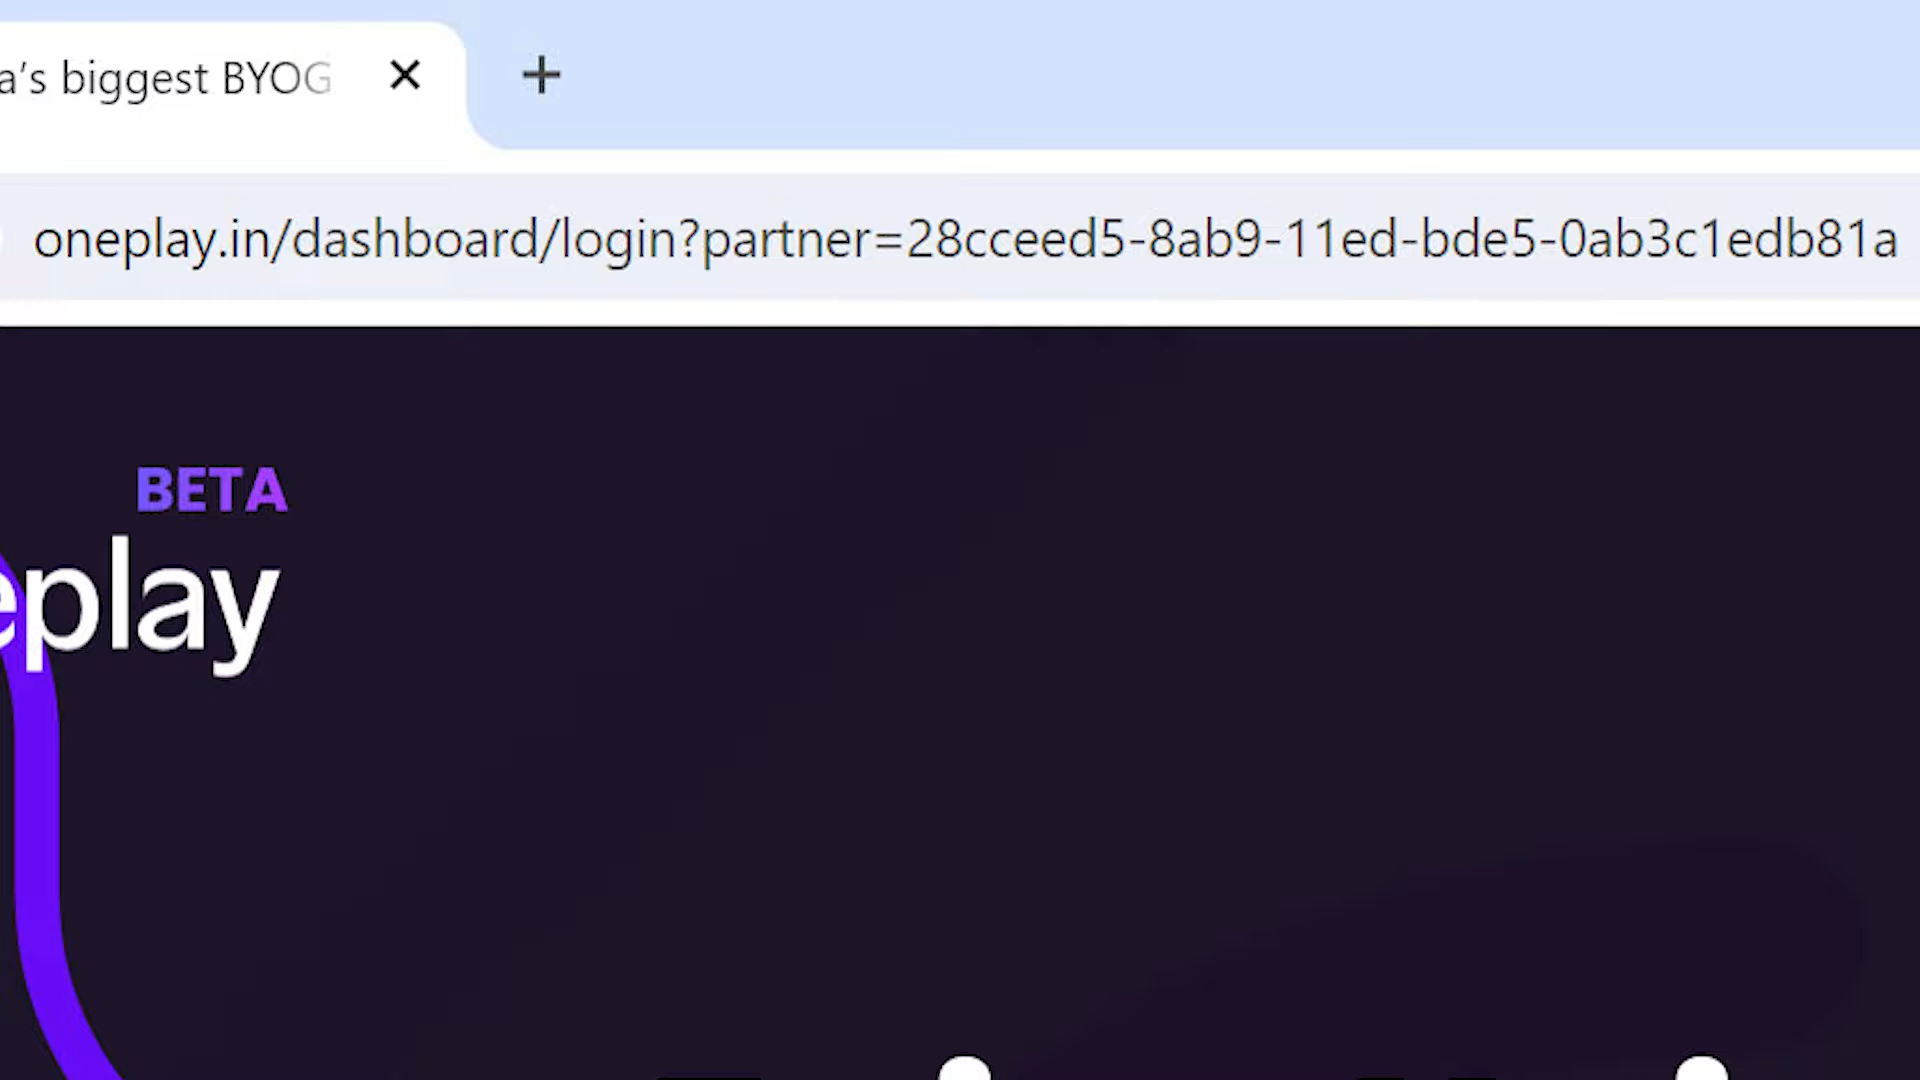 a's biggest BYOG
oneplay.in/dashboard/login?partner=28cceed5-8ab9-11ed-bde5-0ab3c1edb81a
BETA
eplay